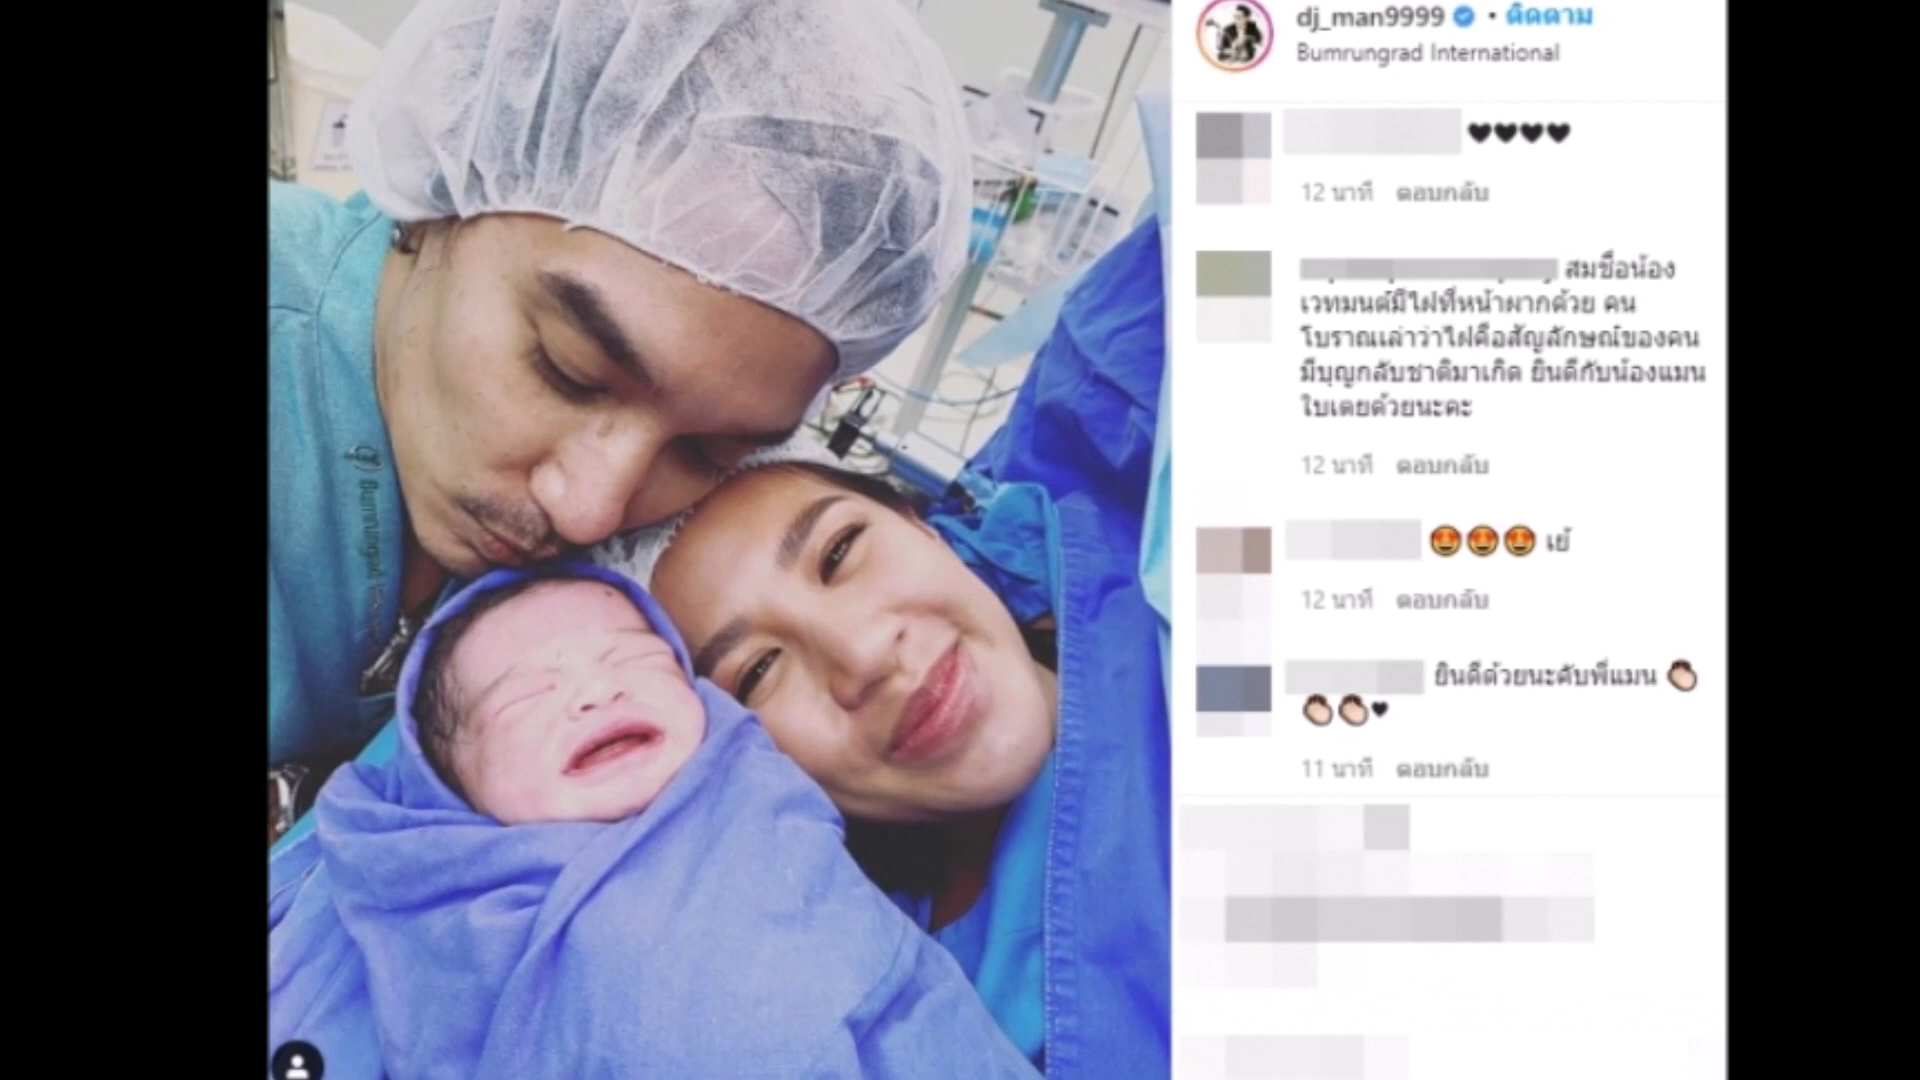 dj_man9999 • ติดตาม
Bumrungrad International
🖤🖤🖤🖤
12 นาที ตอบกลับ
สมชื่อน้อง
เวทมนต์มีไฝที่หน้าผากด้วย คน
โบราณเล่าว่าไฝคือสัญลักษณ์ของคน
มีบุญกลับชาติมาเกิด ยินดีกับน้องแมน
ใบเตยด้วยนะคะ
12 นาที ตอบกลับ
😍😍😍 เย้
12 นาที ตอบกลับ
ยินดีด้วยนะคับพี่แมน 👏
👏👏🖤
11 นาที ตอบกลับ